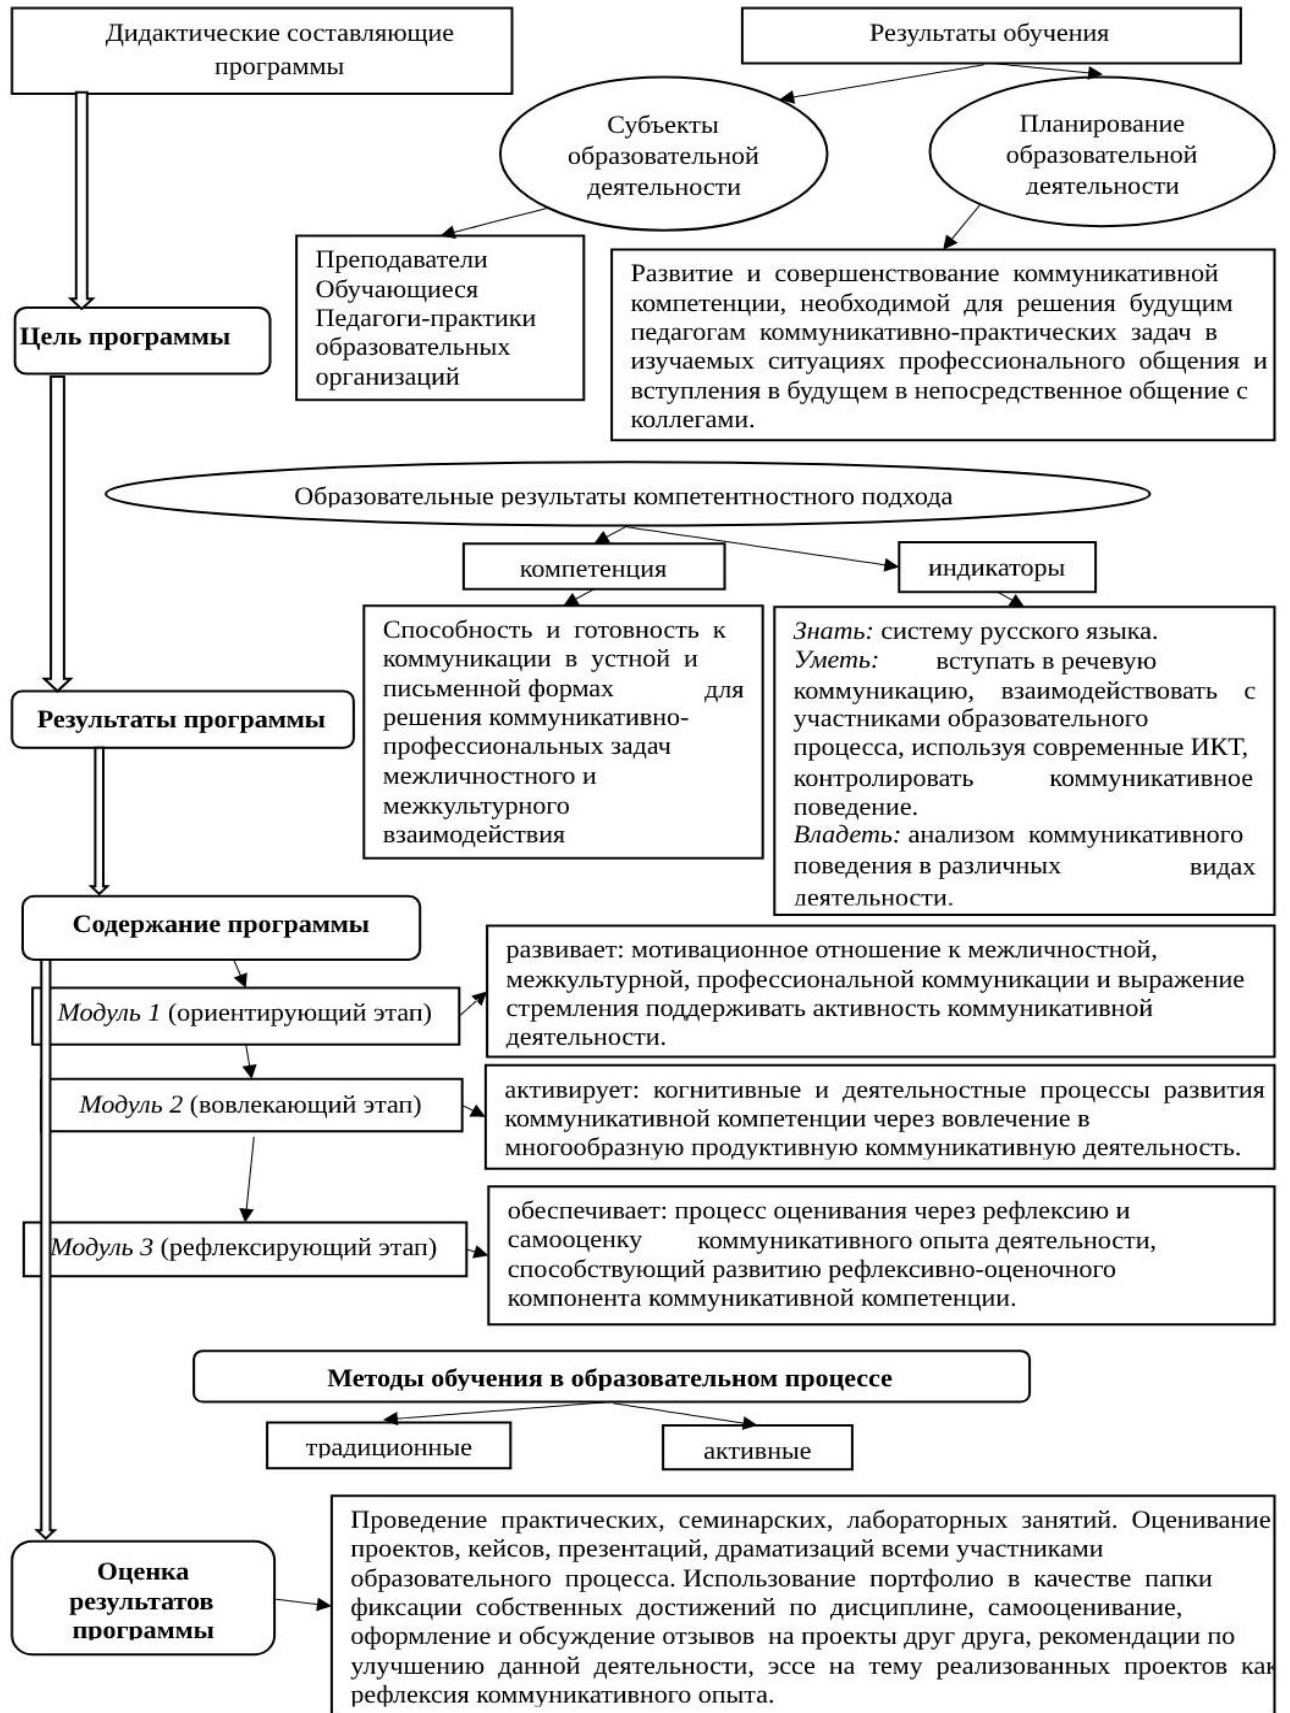 Дидактические составляющие
программы
Результаты обучения
Субъекты
образовательной
деятельности
Планирование
образовательной
деятельности
Преподаватели
Обучающиеся
Педагоги-практики
образовательных
организаций
Развитие и совершенствование коммуникативной
компетенции, необходимой для решения будущим
педагогам коммуникативно-практических задач в
изучаемых ситуациях профессионального общения и
вступления в будущем в непосредственное общение с
коллегами.
Цель программы
Образовательные результаты компетентностного подхода
компетенция
индикаторы
Способность и готовность к
коммуникации в устной и
письменной формах для
решения коммуникативно-
профессиональных задач
межличностного и
межкультурного
взаимодействия
Знать: систему русского языка.
Уметь: вступать в речевую
коммуникацию, взаимодействовать с
участниками образовательного
процесса, используя современные ИКТ,
контролировать коммуникативное
поведение.
Владеть: анализом коммуникативного
поведения в различных видах
деятельности.
Результаты программы
Содержание программы
Модуль 1 (ориентирующий этап)
развивает: мотивационное отношение к межличностной,
межкультурной, профессиональной коммуникации и выражение
стремления поддерживать активность коммуникативной
деятельности.
Модуль 2 (вовлекающий этап)
активирует: когнитивные и деятельностные процессы развития
коммуникативной компетенции через вовлечение в
многообразную продуктивную коммуникативную деятельность.
Модуль 3 (рефлексирующий этап)
обеспечивает: процесс оценивания через рефлексию и
самооценку коммуникативного опыта деятельности,
способствующий развитию рефлексивно-оценочного
компонента коммуникативной компетенции.
Методы обучения в образовательном процессе
традиционные
активные
Оценка
результатов
программы
Проведение практических, семинарских, лабораторных занятий. Оценивание
проектов, кейсов, презентаций, драматизаций всеми участниками
образовательного процесса. Использование портфолио в качестве папки
фиксации собственных достижений по дисциплине, самооценивание,
оформление и обсуждение отзывов на проекты друг друга, рекомендации по
улучшению данной деятельности, эссе на тему реализованных проектов как
рефлексия коммуникативного опыта.